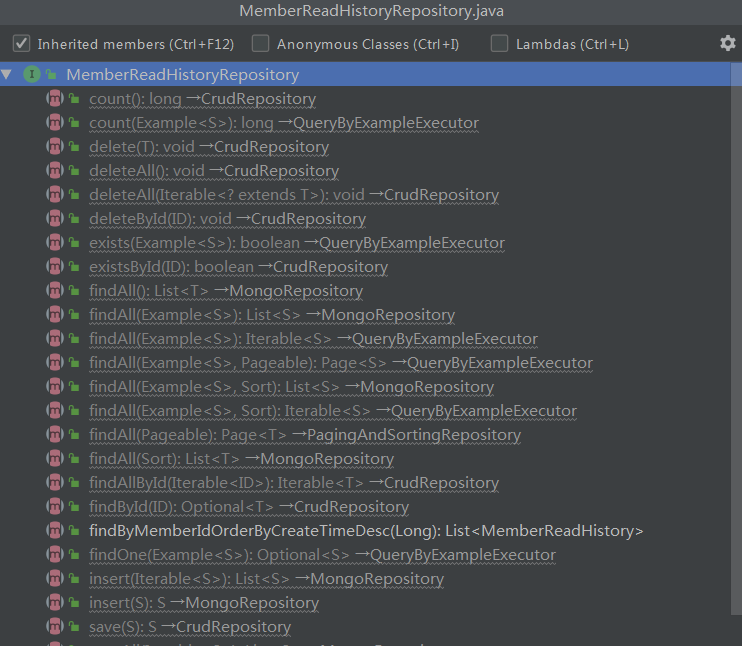 MemberReadHistoryRepository.java
Inherited members (Ctrl+F12) Anonymous Classes (Ctrl+I) Lambdas (Ctrl+L)
I MemberReadHistoryRepository
m count(): long →CrudRepository
m count(Example<S>): long →QueryByExampleExecutor
m delete(T): void →CrudRepository
m deleteAll(): void →CrudRepository
m deleteAll(Iterable<? extends T>): void →CrudRepository
m deleteById(ID): void →CrudRepository
m exists(Example<S>): boolean →QueryByExampleExecutor
m existsById(ID): boolean →CrudRepository
m findAll(): List<T> →MongoRepository
m findAll(Example<S>): List<S> →MongoRepository
m findAll(Example<S>): Iterable<S> →QueryByExampleExecutor
m findAll(Example<S>, Pageable): Page<S> →QueryByExampleExecutor
m findAll(Example<S>, Sort): List<S> →MongoRepository
m findAll(Example<S>, Sort): Iterable<S> →QueryByExampleExecutor
m findAll(Pageable): Page<T> →PagingAndSortingRepository
m findAll(Sort): List<T> →MongoRepository
m findAllById(Iterable<ID>): Iterable<T> →CrudRepository
m findById(ID): Optional<T> →CrudRepository
m findByMemberIdOrderByCreateTimeDesc(Long): List<MemberReadHistory>
m findOne(Example<S>): Optional<S> →QueryByExampleExecutor
m insert(Iterable<S>): List<S> →MongoRepository
m insert(S): S →MongoRepository
m save(S): S →CrudRepository